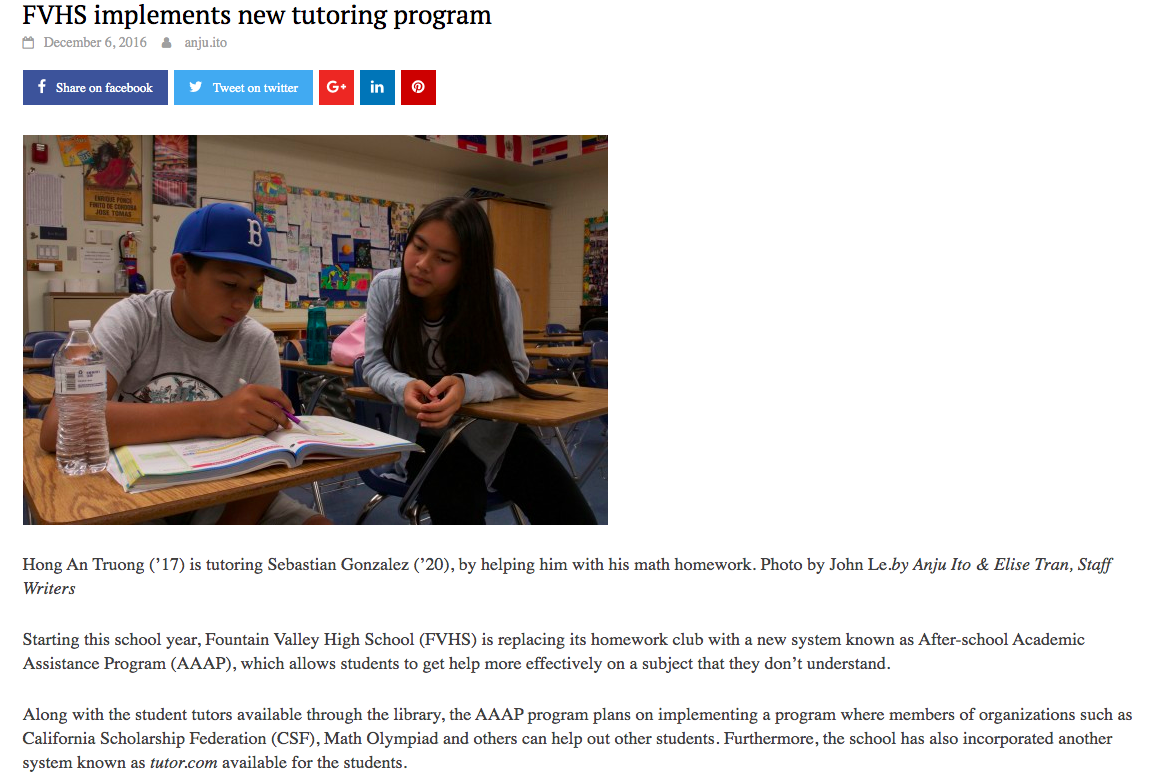 FVHS implements new tutoring program
December 6, 2016 anju.ito
f Share on facebook Tweet on twitter G+ in
ENRIQUE PONCE
FINITO DE CORDOBA
JOSE TOMAS
B
Hong An Truong (’17) is tutoring Sebastian Gonzalez (’20), by helping him with his math homework. Photo by John Le.by Anju Ito & Elise Tran, Staff
Writers
Starting this school year, Fountain Valley High School (FVHS) is replacing its homework club with a new system known as After-school Academic
Assistance Program (AAAP), which allows students to get help more effectively on a subject that they don’t understand.
Along with the student tutors available through the library, the AAAP program plans on implementing a program where members of organizations such as
California Scholarship Federation (CSF), Math Olympiad and others can help out other students. Furthermore, the school has also incorporated another
system known as tutor.com available for the students.